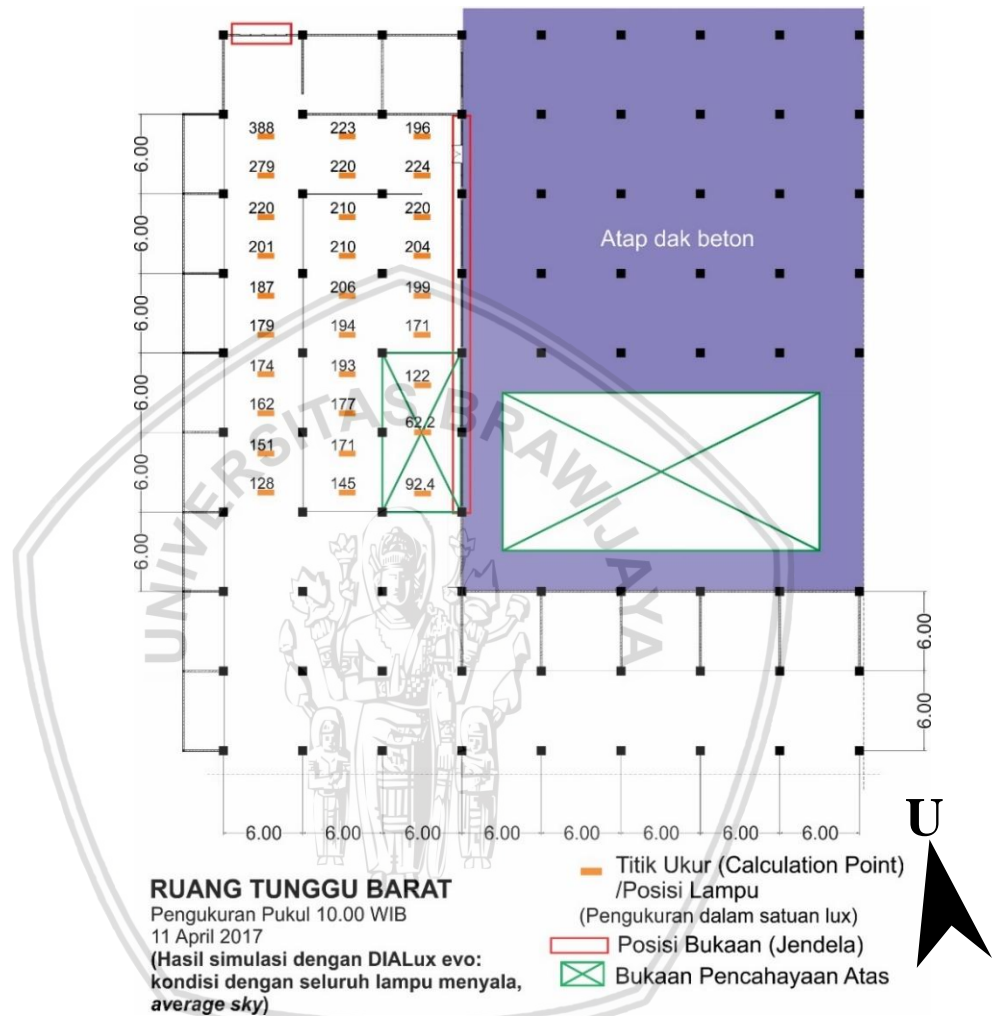 388 223 196
279 220 224
220 210 220
201 210 204
187 206 199
179 194 171
174 193 122
162 177 62,2
151 171
128 145 92,4
6.00
6.00
6.00
6.00
6.00
6.00
Atap dak beton
UNIVERSITAS BRAWIJAYA
6.00
6.00
6.00 6.00 6.00 6.00 6.00 6.00 6.00 6.00
U
RUANG TUNGGU BARAT
Pengukuran Pukul 10.00 WIB
11 April 2017
(Hasil simulasi dengan DIALux evo:
kondisi dengan seluruh lampu menyala,
average sky)
Titik Ukur (Calculation Point)
/Posisi Lampu
(Pengukuran dalam satuan lux)
Posisi Bukaan (Jendela)
Bukaan Pencahayaan Atas